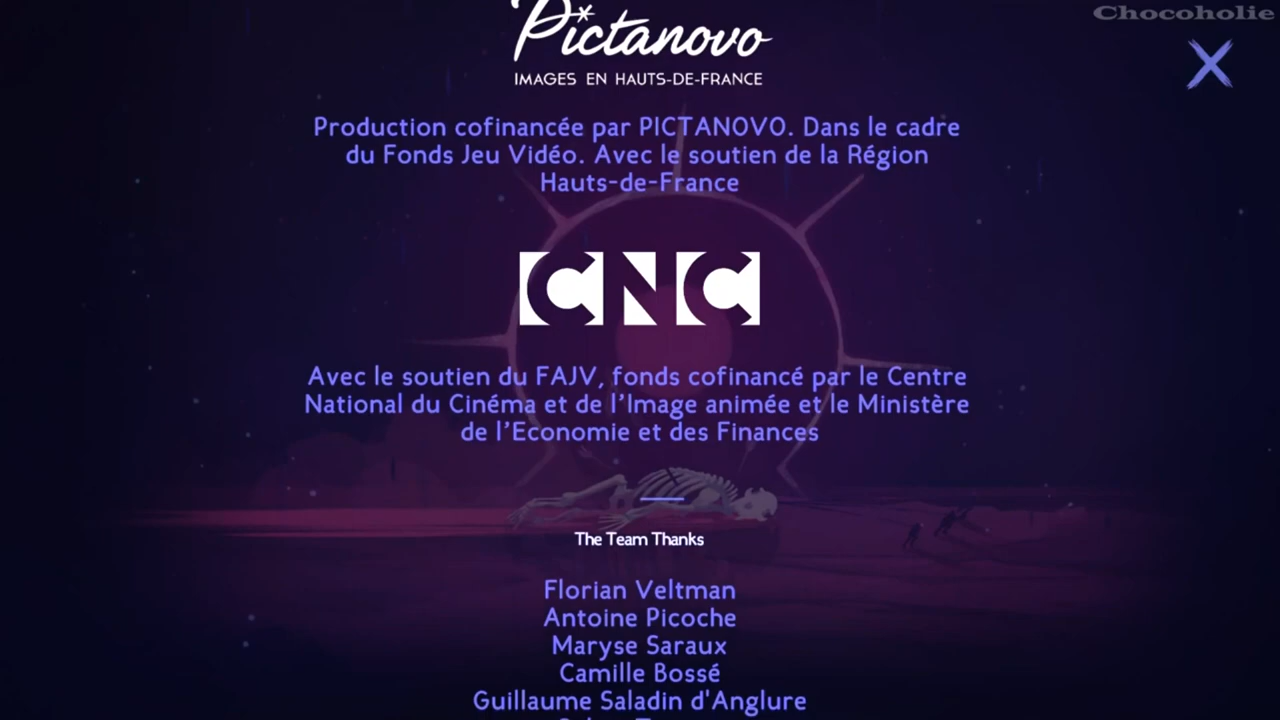 Chocoholie
Pictanovo
IMAGES EN HAUTS-DE-FRANCE
Production cofinancée par PICTANOVO. Dans le cadre
du Fonds Jeu Vidéo. Avec le soutien de la Région
Hauts-de-France
CNC
Avec le soutien du FAJV, fonds cofinancé par le Centre
National du Cinéma et de l'Image animée et le Ministère
de l'Economie et des Finances
The Team Thanks
Florian Veltman
Antoine Picoche
Maryse Saraux
Camille Bossé
Guillaume Saladin d'Anglure